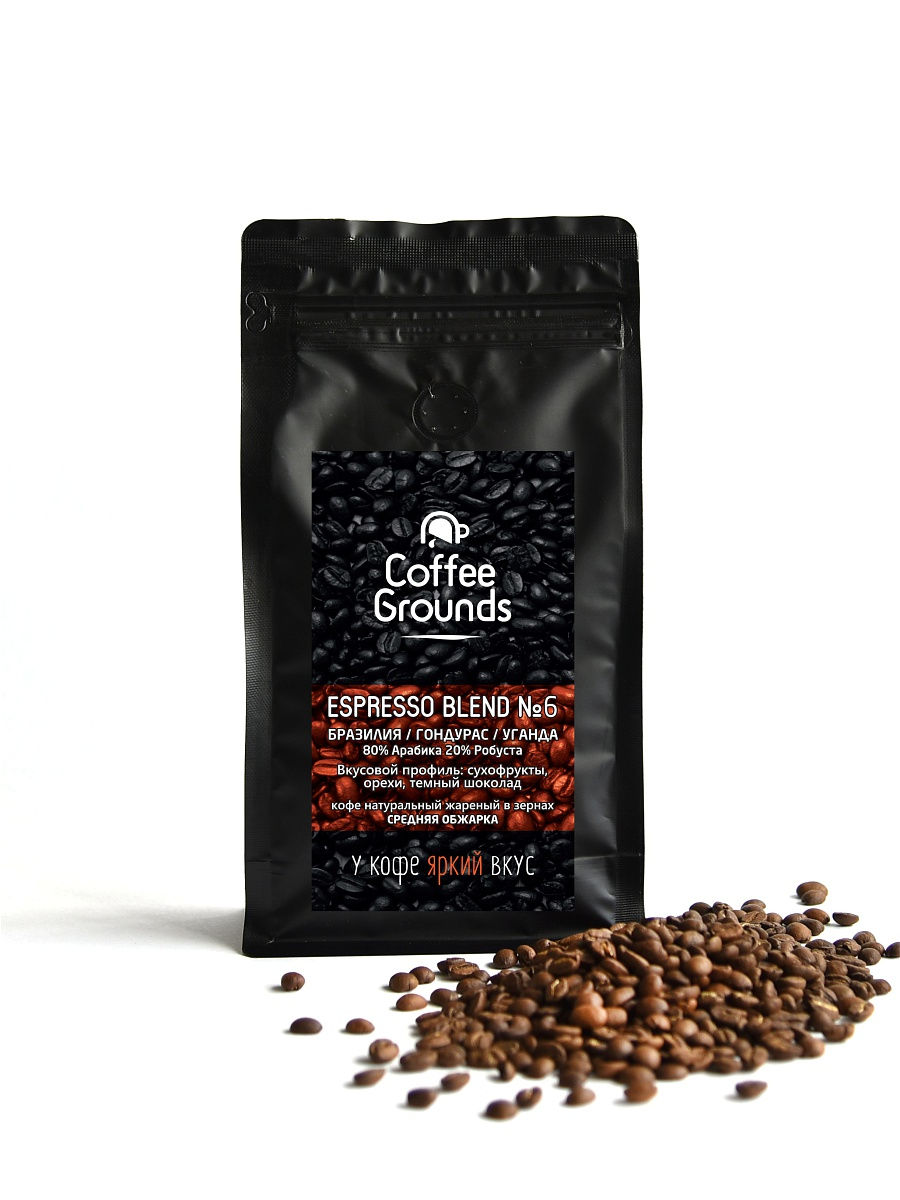 Coffee
Grounds
ESPRESSO BLEND №6
БРАЗИЛИЯ / ГОНДУРАС / УГАНДА
80% Арабика 20% Робуста
Вкусовой профиль: сухофрукты,
орехи, темный шоколад
кофе натуральный жареный в зернах
СРЕДНЯЯ ОБЖАРКА
У КОФЕ ЯРКИЙ ВКУС